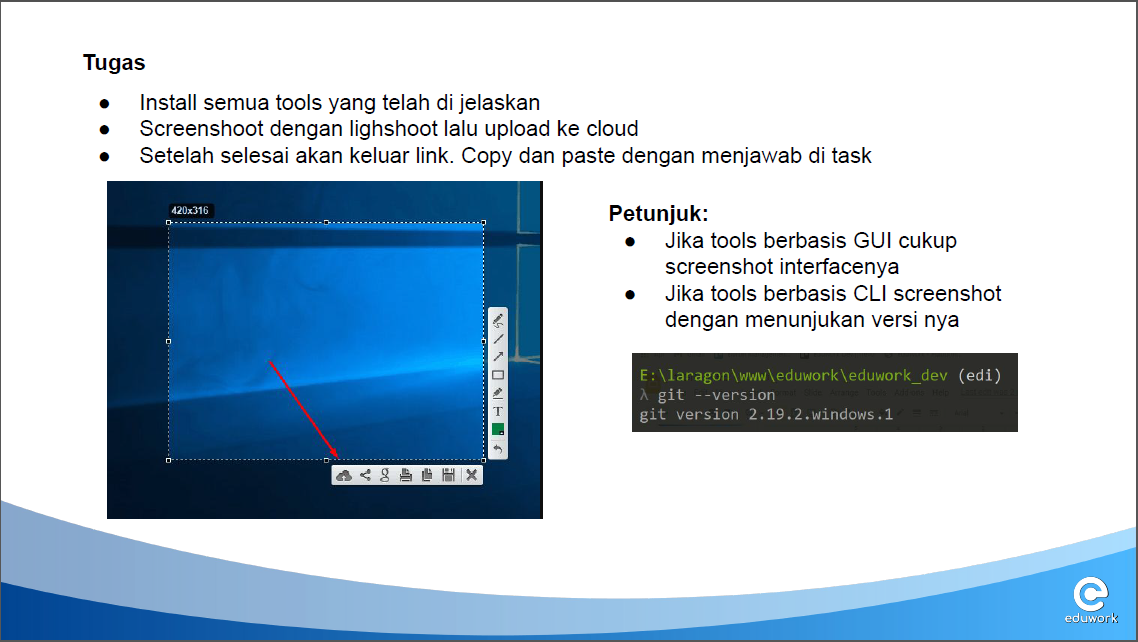 Tugas
● Install semua tools yang telah di jelaskan
● Screenshoot dengan lighshoot lalu upload ke cloud
● Setelah selesai akan keluar link. Copy dan paste dengan menjawab di task
420x316
T
Petunjuk:
● Jika tools berbasis GUI cukup
screenshot interfacenya
● Jika tools berbasis CLI screenshot
dengan menunjukan versi nya
E:\laragon\www\eduwork\eduwork_dev (edi)
λ git --version
git version 2.19.2.windows.1
eduwork